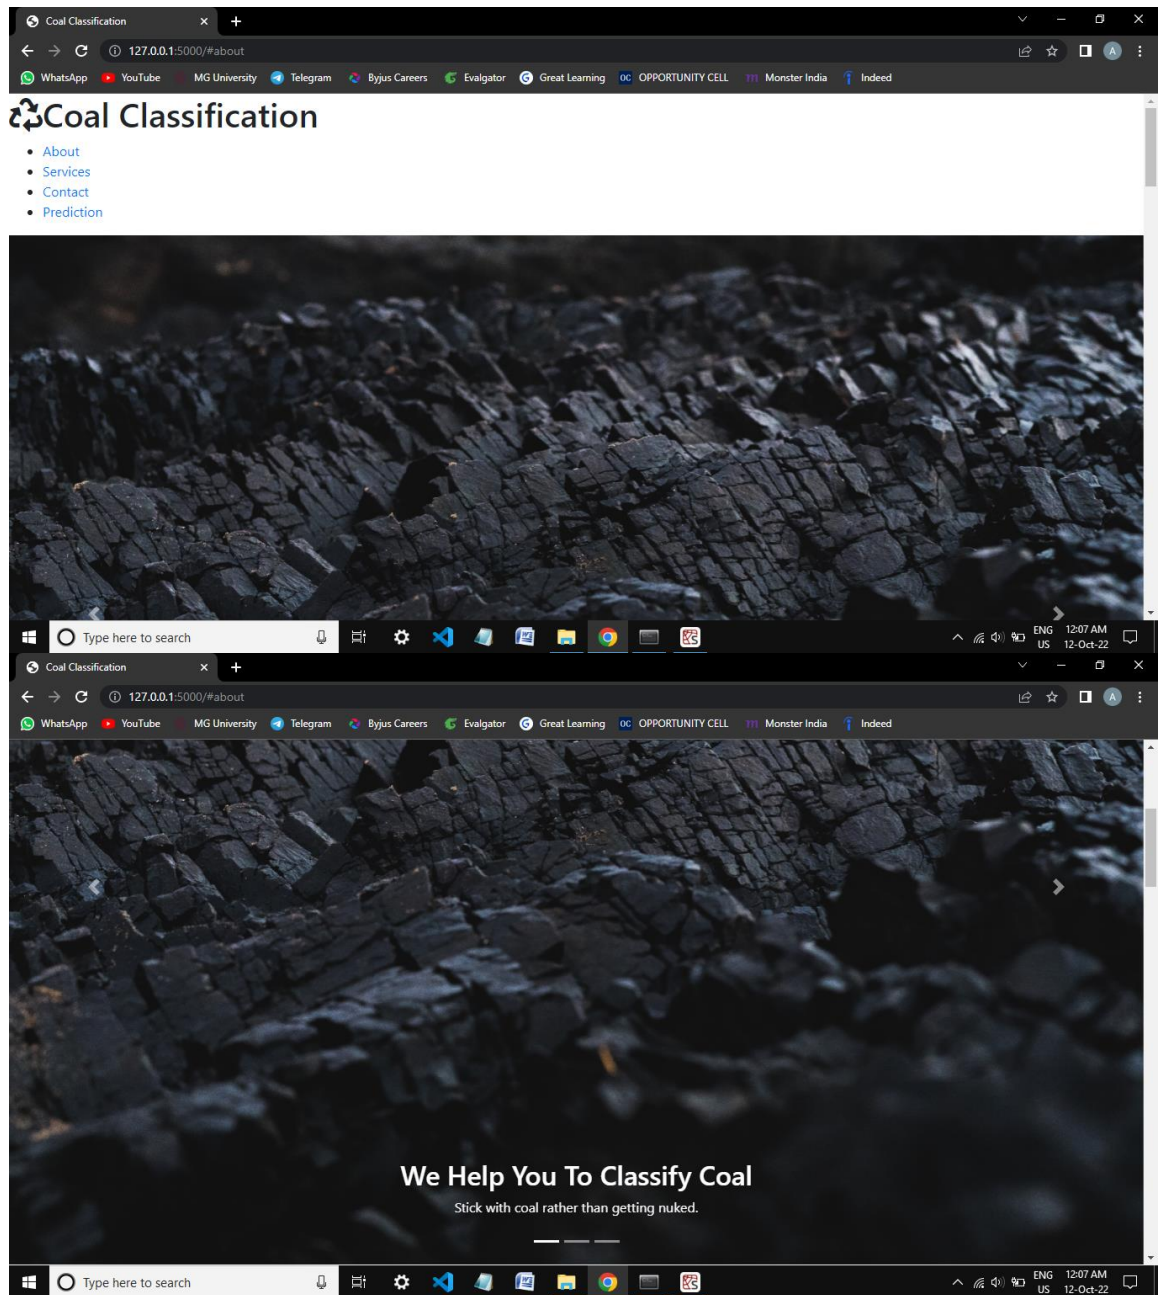 Coal Classification
127.0.0.1:5000/#about
WhatsApp YouTube MG University Telegram Byjus Careers Evalgator Great Learning OC OPPORTUNITY CELL Monster India Indeed
Coal Classification
About
Services
Contact
Prediction
Type here to search
ENG 12:07 AM
US 12-Oct-22
Coal Classification
127.0.0.1:5000/#about
WhatsApp YouTube MG University Telegram Byjus Careers Evalgator Great Learning OC OPPORTUNITY CELL Monster India Indeed
We Help You To Classify Coal
Stick with coal rather than getting nuked.
Type here to search
ENG 12:07 AM
US 12-Oct-22